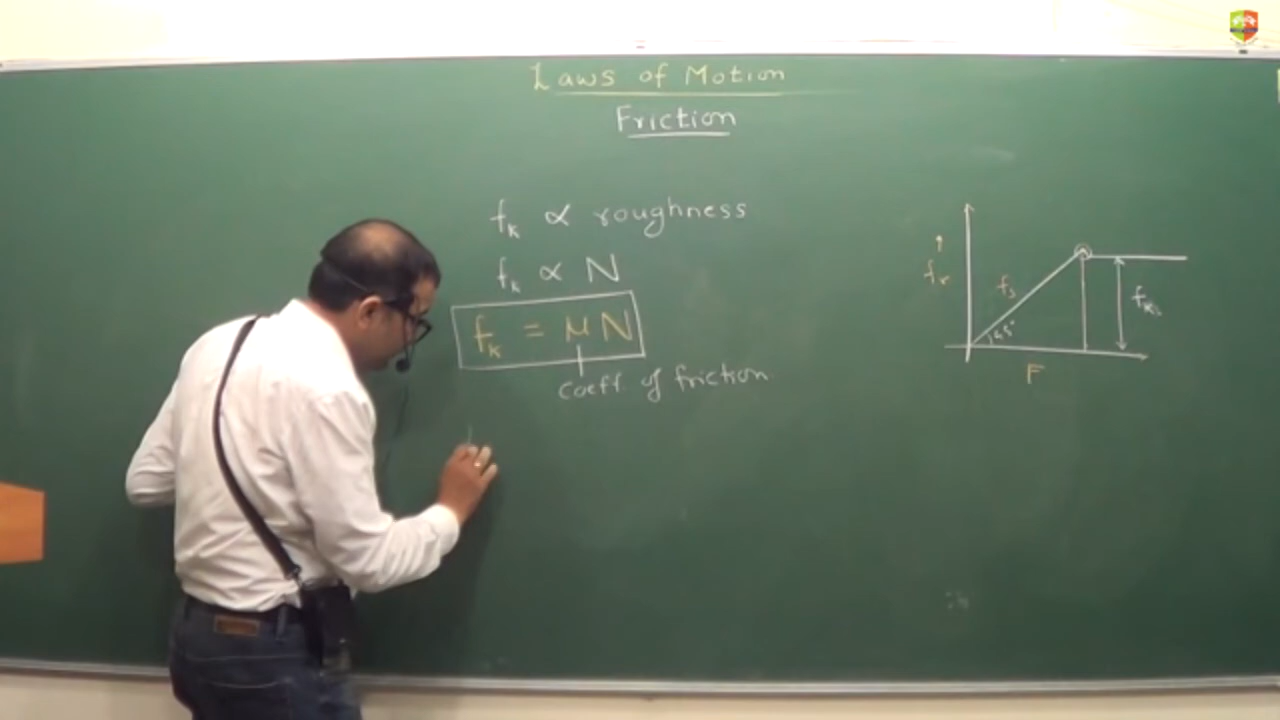 Laws of Motion
Friction
fₖ ∝ roughness
fₖ ∝ N
fₖ = μN
coeff of friction
↑
fᵣ
fₛ
45°
fₖ
F